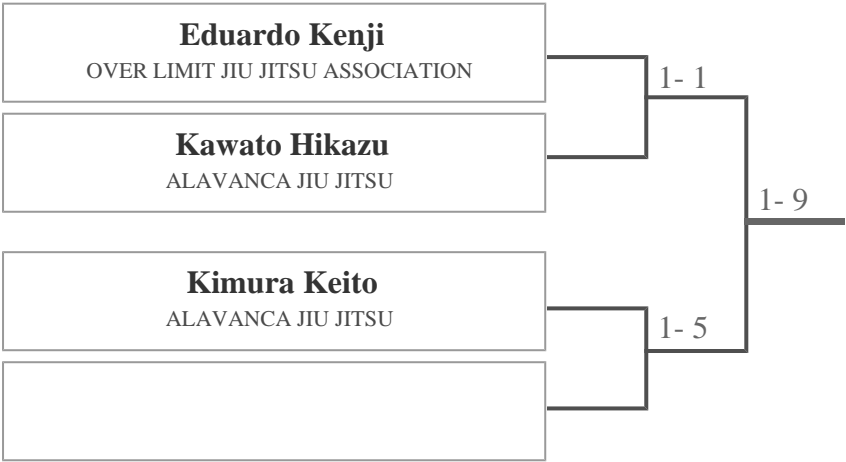 Eduardo Kenji
OVER LIMIT JIU JITSU ASSOCIATION
1- 1
Kawato Hikazu
ALAVANCA JIU JITSU
1- 9
Kimura Keito
ALAVANCA JIU JITSU
1- 5